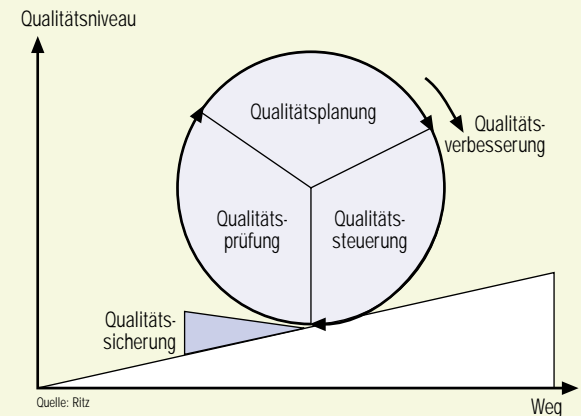 Qualitätsniveau
Qualitätsplanung
Qualitäts-
verbesserung
Qualitäts-
prüfung
Qualitäts-
steuerung
Qualitäts-
sicherung
Quelle: Ritz
Weg